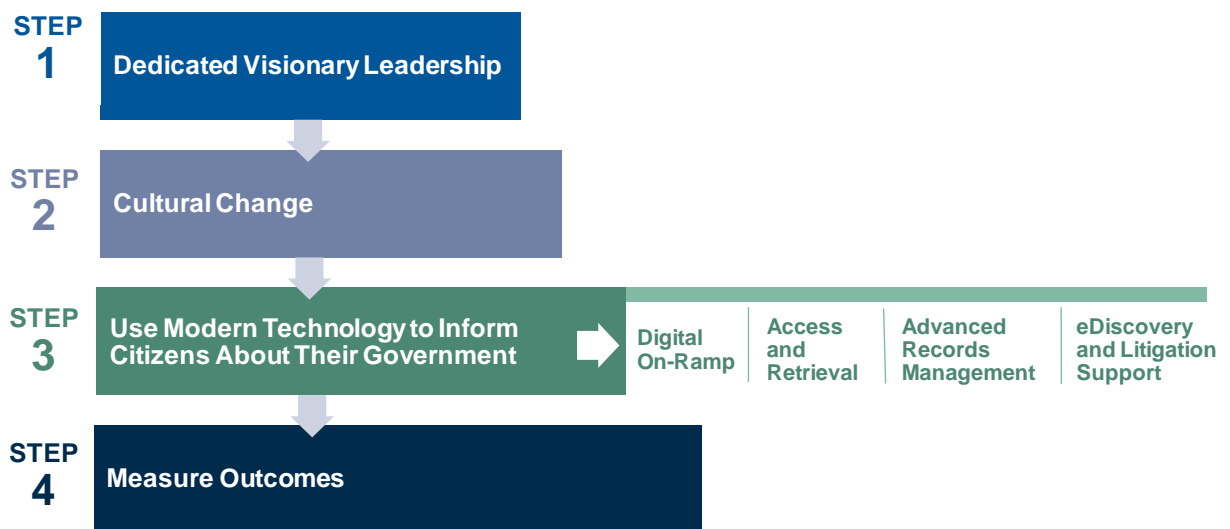 STEP
1
Dedicated Visionary Leadership
STEP
2
Cultural Change
STEP
3
Use Modern Technology to Inform
Citizens About Their Government
Digital
On-Ramp
Access
and
Retrieval
Advanced
Records
Management
eDiscovery
and Litigation
Support
STEP
4
Measure Outcomes